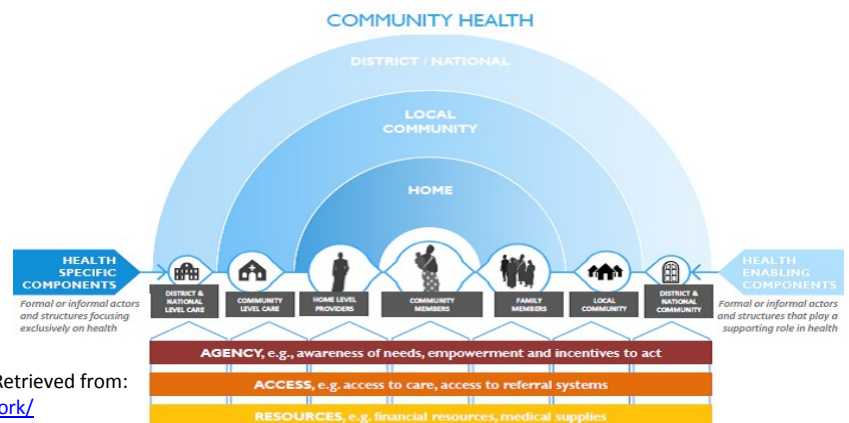 COMMUNITY HEALTH
DISTRICT / NATIONAL
LOCAL
COMMUNITY
HOME
HEALTH
SPECIFIC
COMPONENTS
Formal or informal actors
and structures focusing
exclusively on health
DISTRICT &
NATIONAL
LEVEL CARE
COMMUNITY
LEVEL CARE
HOME LEVEL
PROVIDERS
COMMUNITY
MEMBERS
FAMILY
MEMBERS
LOCAL
COMMUNITY
DISTRICT &
NATIONAL
COMMUNITY
HEALTH
ENABLING
COMPONENTS
Formal or informal actors
and structures that play a
supporting role in health
AGENCY, e.g., awareness of needs, empowerment and incentives to act
ACCESS, e.g. access to care, access to referral systems
RESOURCES, e.g. financial resources, medical supplies
Retrieved from:
ork/